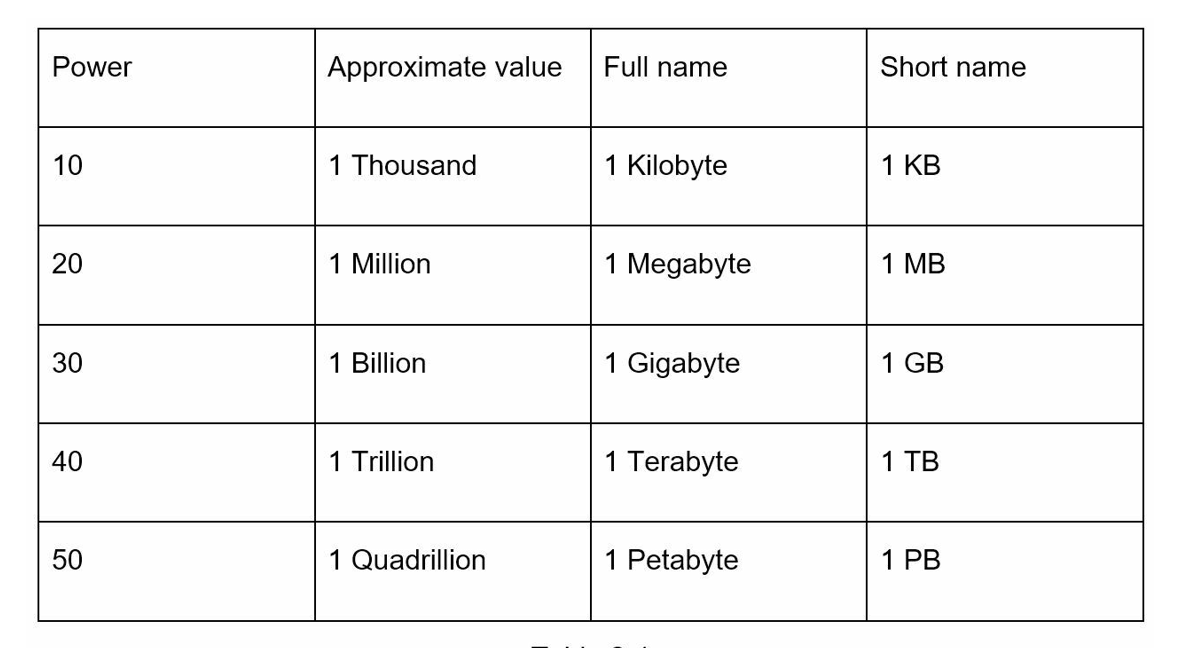 Power Approximate value Full name Short name
10 1 Thousand 1 Kilobyte 1 KB
20 1 Million 1 Megabyte 1 MB
30 1 Billion 1 Gigabyte 1 GB
40 1 Trillion 1 Terabyte 1 TB
50 1 Quadrillion 1 Petabyte 1 PB